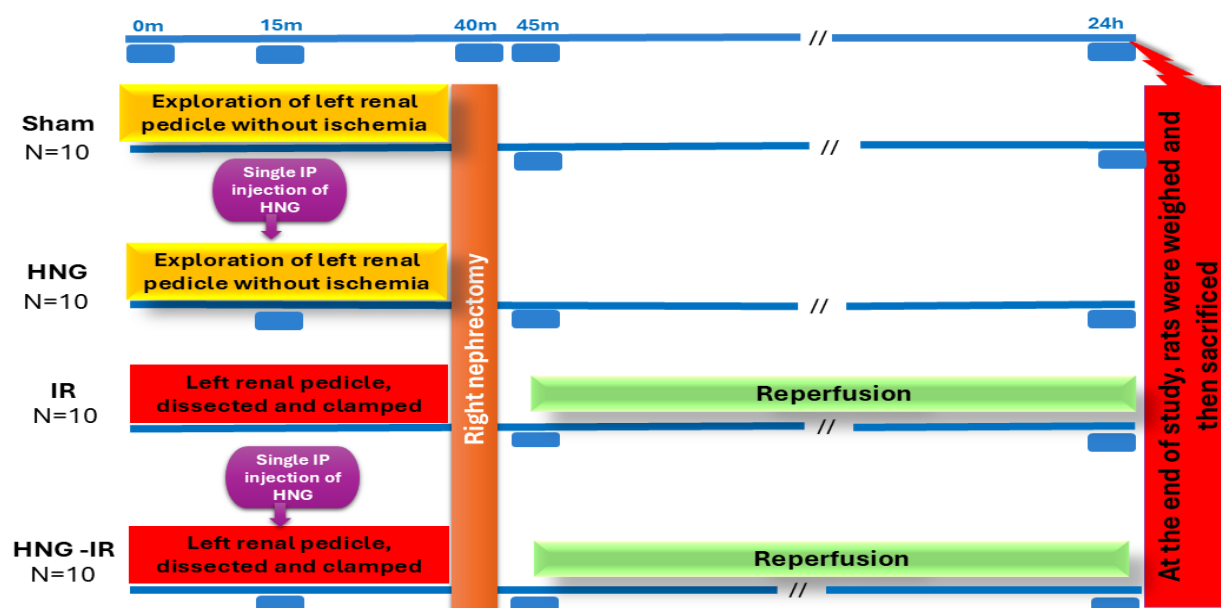 0m 15m 40m 45m // 24h
Sham
N=10
Exploration of left renal
pedicle without ischemia
//
Single IP
injection of
HNG
HNG
N=10
Exploration of left renal
pedicle without ischemia
//
IR
N=10
Left renal pedicle,
dissected and clamped
Reperfusion
//
Single IP
injection of
HNG
HNG -IR
N=10
Left renal pedicle,
dissected and clamped
Reperfusion
//
Right nephrectomy
At the end of study, rats were weighed and
then sacrificed